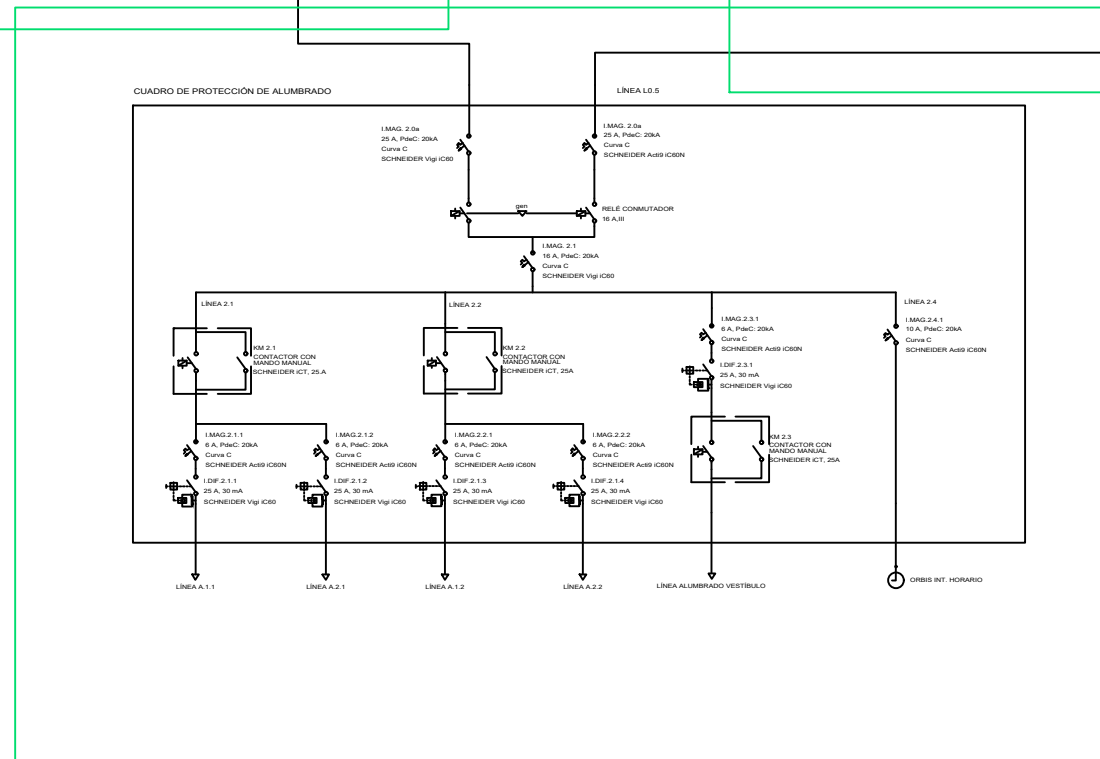 CUADRO DE PROTECCIÓN DE ALUMBRADO
LÍNEA L0.5
I.MAG. 2.0a
25 A, PdeC: 20kA
Curva C
SCHNEIDER Vigi iC60
I.MAG. 2.0a
25 A, PdeC: 20kA
Curva C
SCHNEIDER Acti9 iC60N
gen
RELÉ CONMUTADOR
16 A,III
I.MAG. 2.1
16 A, PdeC: 20kA
Curva C
SCHNEIDER Vigi iC60
LÍNEA 2.1
LÍNEA 2.2
LÍNEA 2.4
KM 2.1
CONTACTOR CON
MANDO MANUAL
SCHNEIDER iCT, 25.A
KM 2.2
CONTACTOR CON
MANDO MANUAL
SCHNEIDER iCT, 25A
I.MAG.2.3.1
6 A, PdeC: 20kA
Curva C
SCHNEIDER Acti9 iC60N
I.DIF.2.3.1
25 A, 30 mA
SCHNEIDER Vigi iC60
I.MAG.2.4.1
10 A, PdeC: 20kA
Curva C
SCHNEIDER Acti9 iC60N
KM 2.3
CONTACTOR CON
MANDO MANUAL
SCHNEIDER iCT, 25A
I.MAG.2.1.1
6 A, PdeC: 20kA
Curva C
SCHNEIDER Acti9 iC60N
I.DIF.2.1.1
25 A, 30 mA
SCHNEIDER Vigi iC60
I.MAG.2.1.2
6 A, PdeC: 20kA
Curva C
SCHNEIDER Acti9 iC60N
I.DIF.2.1.2
25 A, 30 mA
SCHNEIDER Vigi iC60
I.MAG.2.2.1
6 A, PdeC: 20kA
Curva C
SCHNEIDER Acti9 iC60N
I.DIF.2.1.3
25 A, 30 mA
SCHNEIDER Vigi iC60
I.MAG.2.2.2
6 A, PdeC: 20kA
Curva C
SCHNEIDER Acti9 iC60N
I.DIF.2.1.4
25 A, 30 mA
SCHNEIDER Vigi iC60
LÍNEA A.1.1
LÍNEA A.2.1
LÍNEA A.1.2
LÍNEA A.2.2
LÍNEA ALUMBRADO VESTÍBULO
ORBIS INT. HORARIO